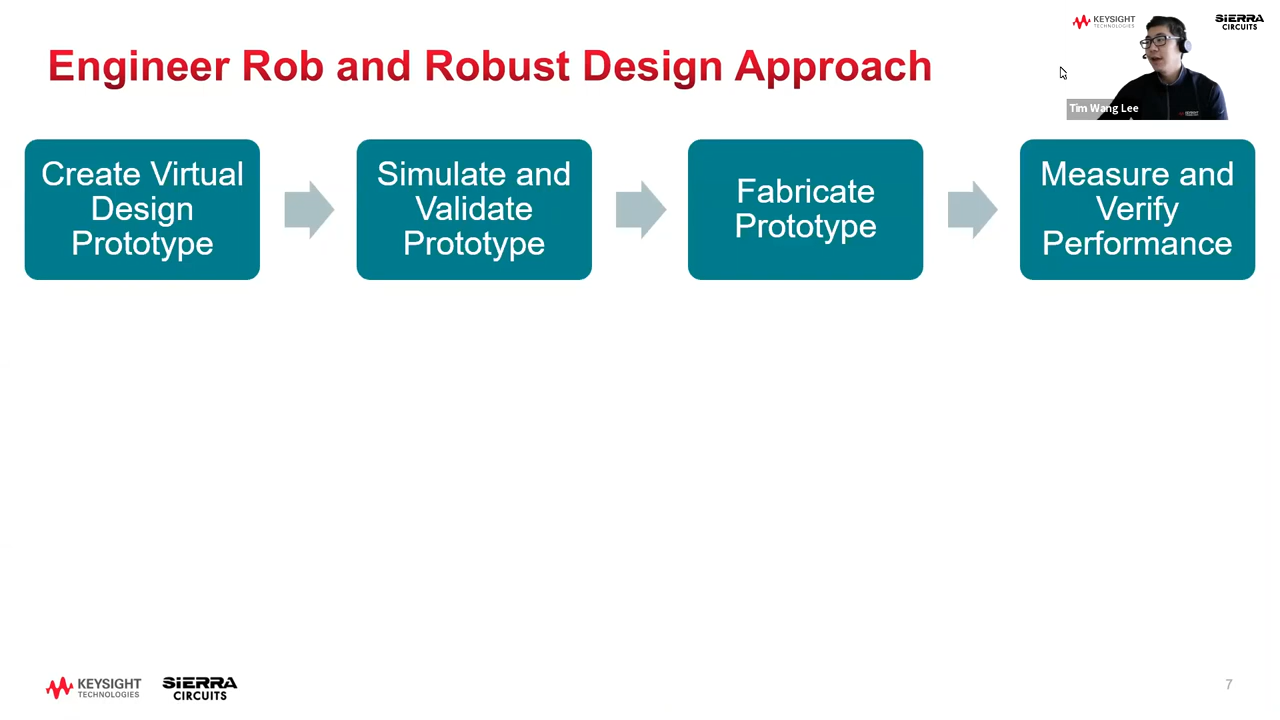 Engineer Rob and Robust Design Approach
KEYSIGHT
TECHNOLOGIES
SIERRA
CIRCUITS
Tim Wang Lee
Create Virtual
Design
Prototype
Simulate and
Validate
Prototype
Fabricate
Prototype
Measure and
Verify
Performance
KEYSIGHT
TECHNOLOGIES
SIERRA
CIRCUITS
7